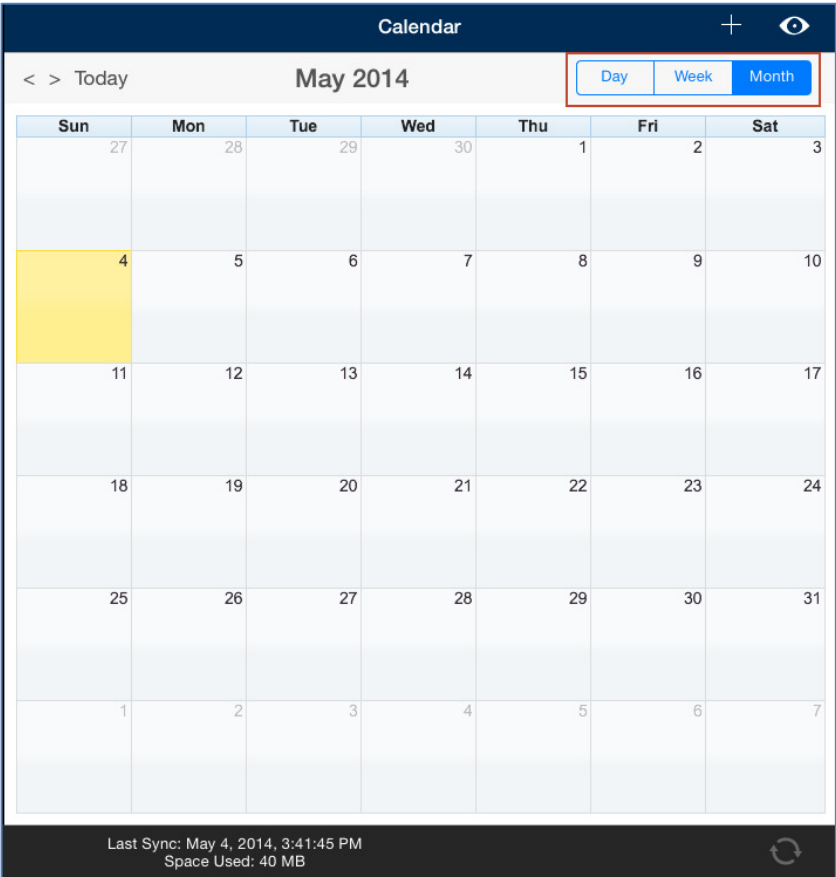 Calendar
< > Today May 2014 Day Week Month
Sun Mon Tue Wed Thu Fri Sat
27 28 29 30 1 2 3
4 5 6 7 8 9 10
11 12 13 14 15 16 17
18 19 20 21 22 23 24
25 26 27 28 29 30 31
1 2 3 4 5 6 7
Last Sync: May 4, 2014, 3:41:45 PM
Space Used: 40 MB